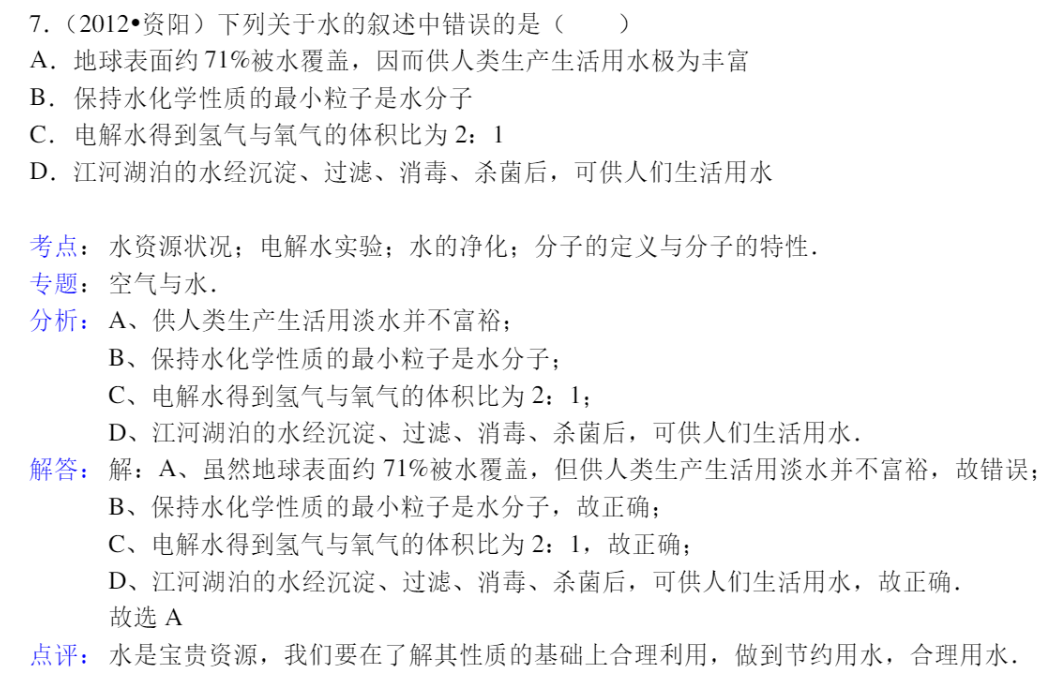 7.（2012•资阳）下列关于水的叙述中错误的是（　　）
A．地球表面约 71%被水覆盖，因而供人类生产生活用水极为丰富
B．保持水化学性质的最小粒子是水分子
C．电解水得到氢气与氧气的体积比为 2：1
D．江河湖泊的水经沉淀、过滤、消毒、杀菌后，可供人们生活用水
考点：水资源状况；电解水实验；水的净化；分子的定义与分子的特性．
专题：空气与水．
分析：A、供人类生产生活用淡水并不富裕；
B、保持水化学性质的最小粒子是水分子；
C、电解水得到氢气与氧气的体积比为 2：1；
D、江河湖泊的水经沉淀、过滤、消毒、杀菌后，可供人们生活用水．
解答：解：A、虽然地球表面约 71%被水覆盖，但供人类生产生活用淡水并不富裕，故错误；
B、保持水化学性质的最小粒子是水分子，故正确；
C、电解水得到氢气与氧气的体积比为 2：1，故正确；
D、江河湖泊的水经沉淀、过滤、消毒、杀菌后，可供人们生活用水，故正确．
故选 A
点评：水是宝贵资源，我们要在了解其性质的基础上合理利用，做到节约用水，合理用水．